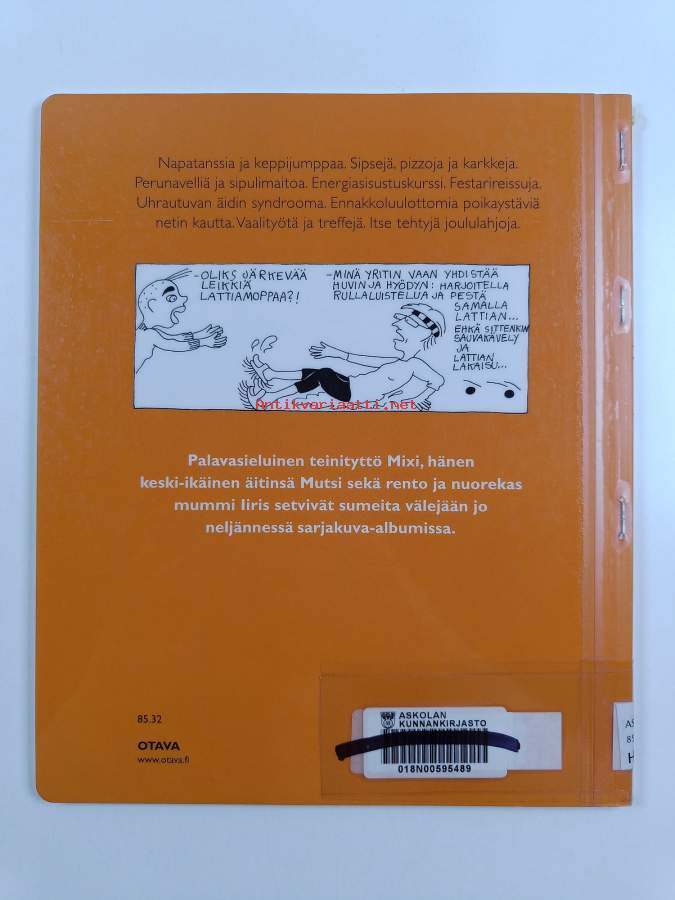 Napatanssia ja keppijumppaa. Sipsejä, pizzoja ja karkkeja.
Perunavelliä ja sipulimaitoa. Energiasisustuskurssi. Festarireissuja.
Uhrautuvan äidin syndrooma. Ennakkoluulottomia poikaystäviä
netin kautta. Vaalityötä ja treffejä. Itse tehtyjä joululahjoja.
-OLIKS JÄRKEVÄÄ
LEIKKIÄ
LATTIAMOPPAA?!
-MINÄ YRITIN VAAN YHDISTÄÄ
HUVIN JA HYÖDYN: HARJOITELLA
RULLALUISTELUA JA PESTÄ
SAMALLA
LATTIAN...
EHKÄ SITTENKIN
SAUVAKÄVELY
JA
LATTIAN
LAKAISU...
Antikvariaatti.net
Palavasieluinen teinityttö Mixi, hänen
keski-ikäinen äitinsä Mutsi sekä rento ja nuorekas
mummi Iiris setvivät sumeita välejään jo
neljännessä sarjakuva-albumissa.
85.32
OTAVA
www.otava.fi
ASKOLAN
KUNNANKIRJASTO
018N00595489
AS
85
H